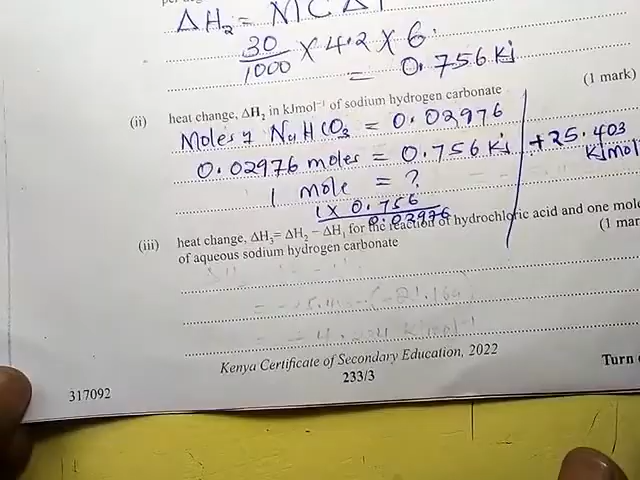 ΔH₂ = MCΔT
30/1000 × 4.2 × 6
= 0.756 Kj
(ii) heat change, ΔH₂ in kJmol⁻¹ of sodium hydrogen carbonate (1 mark)
Moles of NaHCO₃ = 0.02976
0.02976 moles = 0.756 Kj
+25.403 KJmol
1 mole = ?
1 × 0.756 / 0.02976
(iii) heat change, ΔH₃ = ΔH₂ – ΔH₁ for the reaction of hydrochloric acid and one mole
of aqueous sodium hydrogen carbonate (1 mar
Kenya Certificate of Secondary Education, 2022
233/3
Turn
317092